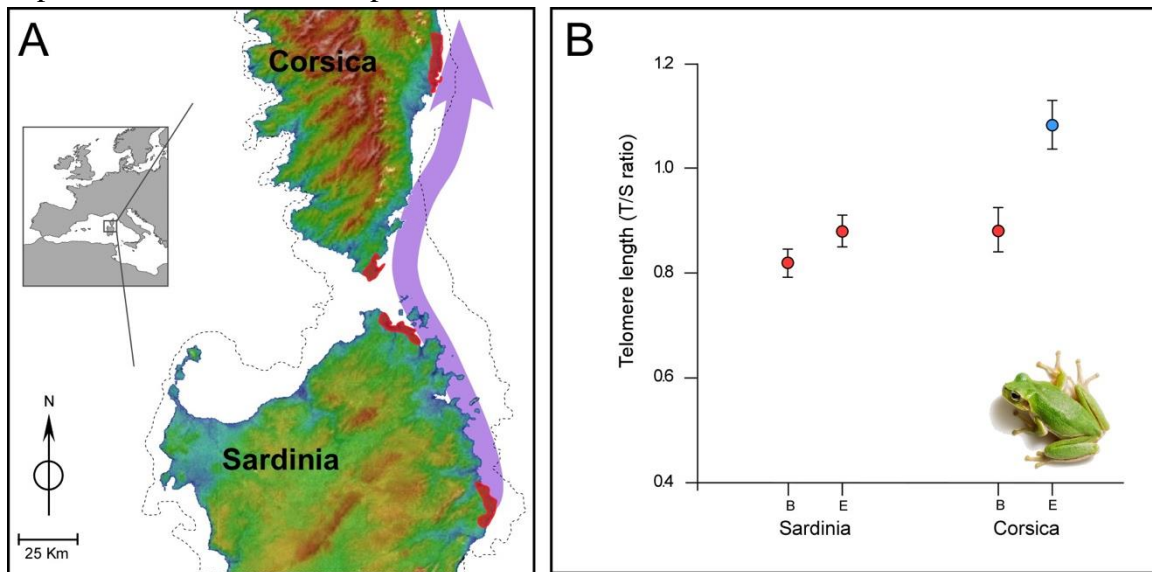 A
Corsica
N
Sardinia
25 Km
B
Telomere length (T/S ratio)
1.2
1.0
0.8
0.6
0.4
B E B E
Sardinia Corsica